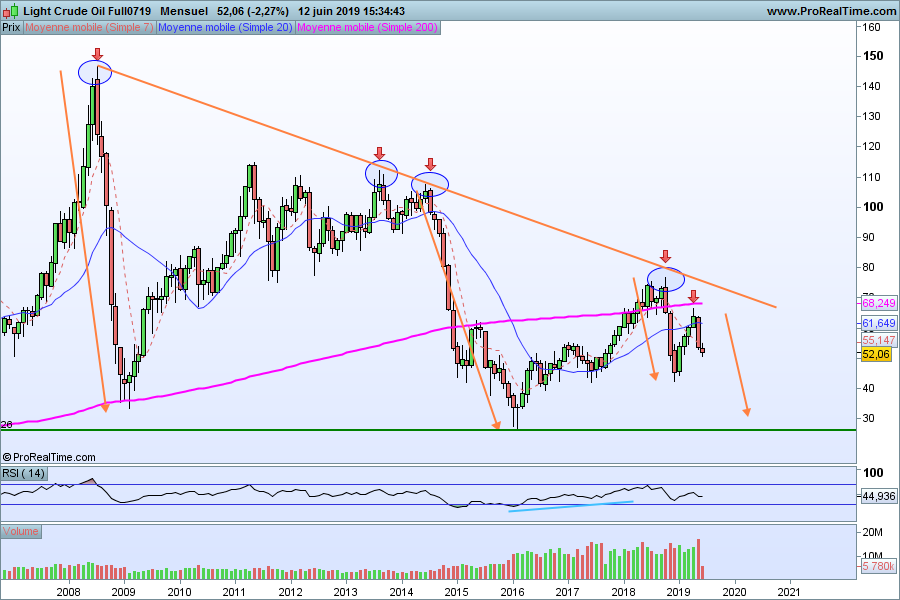 Light Crude Oil Full0719 Mensuel 52,06 (-2,27%) 12 juin 2019 15:34:43 www.ProRealTime.com
Prix Moyenne mobile (Simple 7) Moyenne mobile (Simple 20) Moyenne mobile (Simple 200)
160
150
140
130
120
110
100
90
80
68,249
61,649
55,147
52,06
40
30
26
© ProRealTime.com
RSI ( 14)
100
44,936
Volume
20M
10M
5 780k
2008 2009 2010 2011 2012 2013 2014 2015 2016 2017 2018 2019 2020 2021